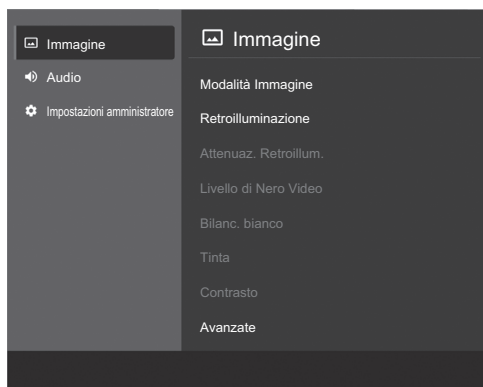 Immagine
Audio
Impostazioni amministratore
Immagine
Modalità Immagine
Retroilluminazione
Attenuaz. Retroillum.
Livello di Nero Video
Bilanc. bianco
Tinta
Contrasto
Avanzate